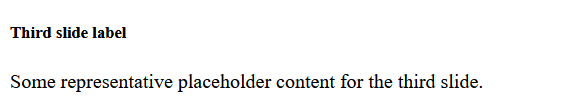 Third slide label
Some representative placeholder content for the third slide.